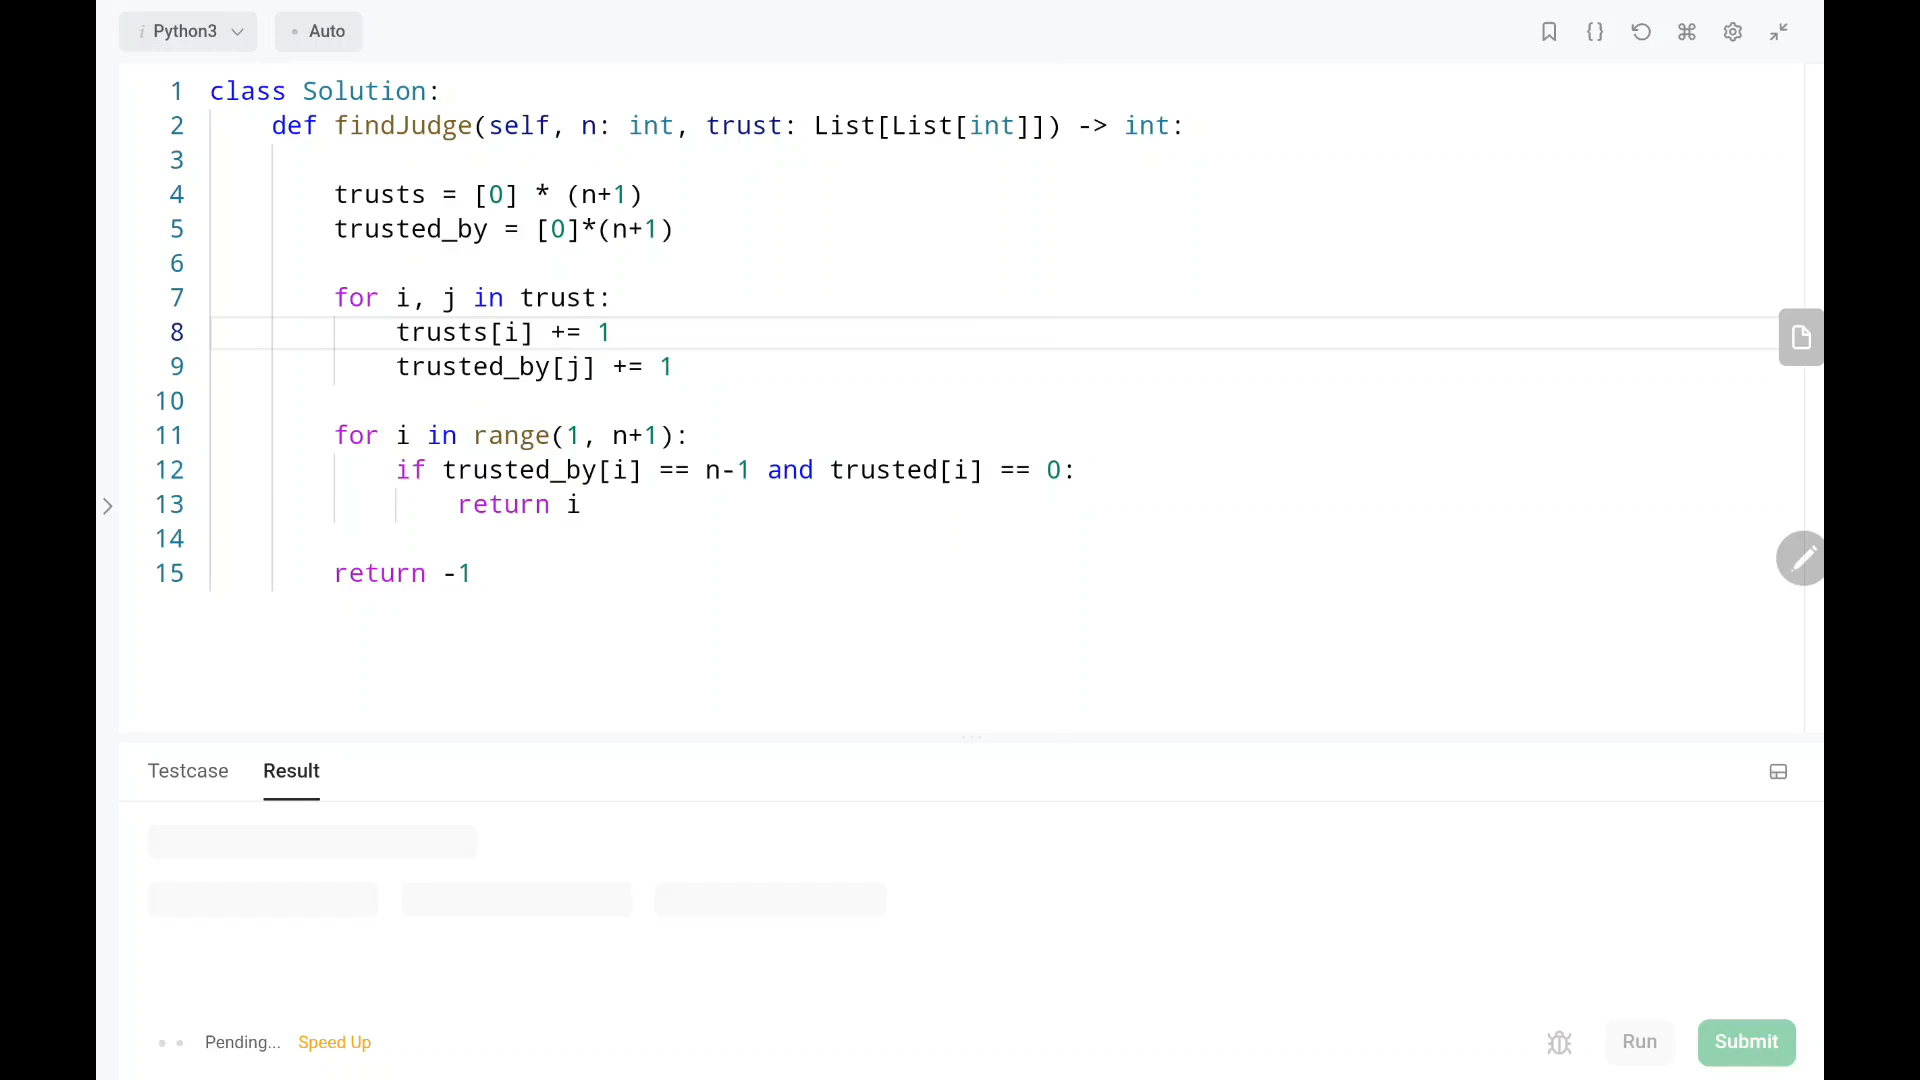 i Python3
Auto
1 class Solution:
2 def findJudge(self, n: int, trust: List[List[int]]) -> int:
3
4 trusts = [0] * (n+1)
5 trusted_by = [0]*(n+1)
6
7 for i, j in trust:
8 trusts[i] += 1
9 trusted_by[j] += 1
10
11 for i in range(1, n+1):
12 if trusted_by[i] == n-1 and trusted[i] == 0:
13 return i
14
15 return -1
Testcase Result
Pending... Speed Up
Run Submit